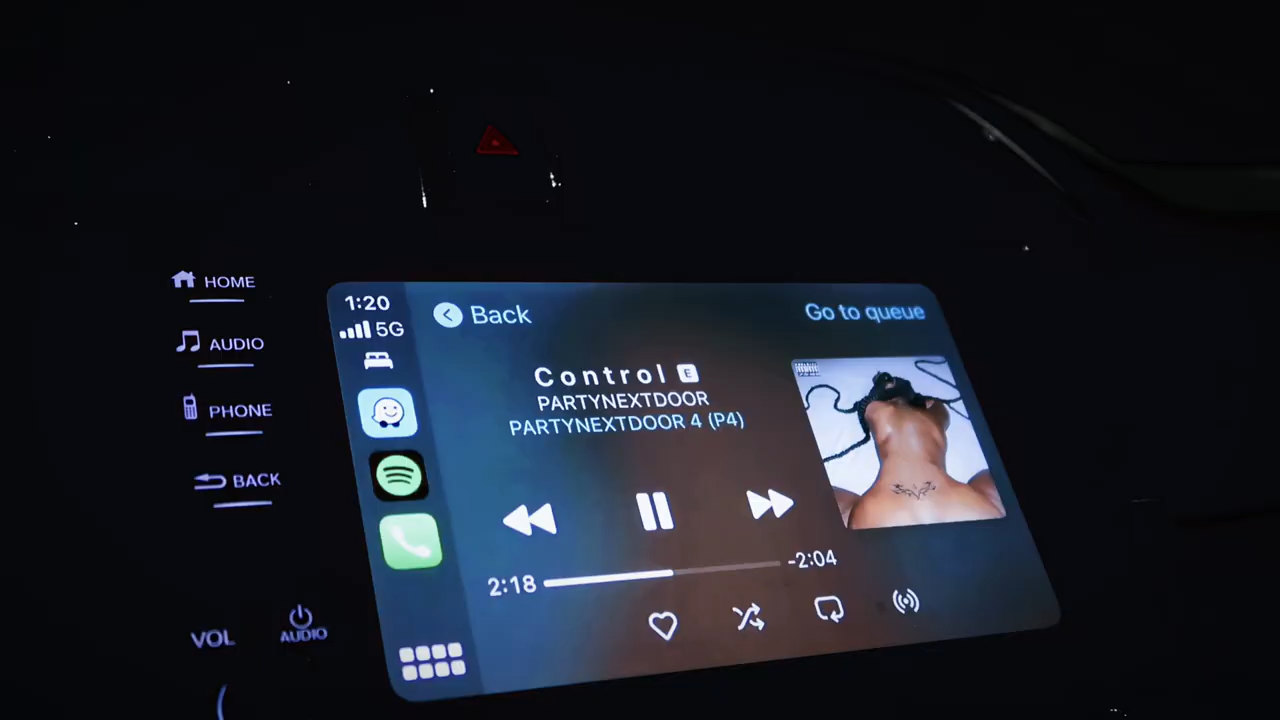 HOME
AUDIO
PHONE
BACK
VOL
AUDIO
1:20
5G
Back
Go to queue
Control E
PARTYNEXTDOOR
PARTYNEXTDOOR 4 (P4)
2:18
-2:04